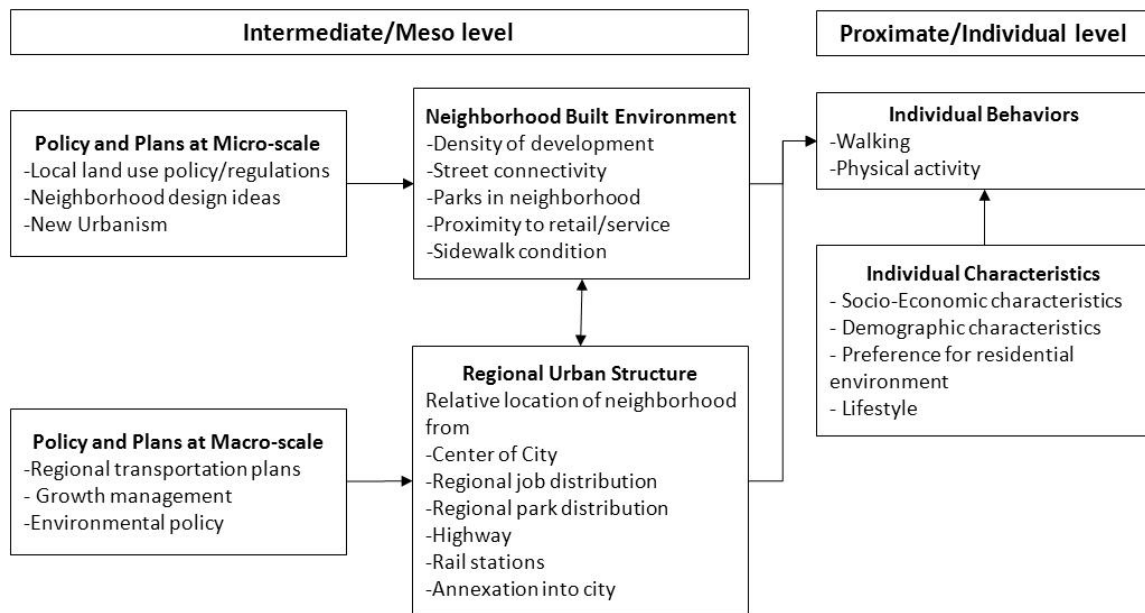 Intermediate/Meso level
Proximate/Individual level
Policy and Plans at Micro-scale
-Local land use policy/regulations
-Neighborhood design ideas
-New Urbanism
Neighborhood Built Environment
-Density of development
-Street connectivity
-Parks in neighborhood
-Proximity to retail/service
-Sidewalk condition
Individual Behaviors
-Walking
-Physical activity
Individual Characteristics
- Socio-Economic characteristics
- Demographic characteristics
- Preference for residential
environment
- Lifestyle
Policy and Plans at Macro-scale
-Regional transportation plans
- Growth management
-Environmental policy
Regional Urban Structure
Relative location of neighborhood
from
-Center of City
-Regional job distribution
-Regional park distribution
-Highway
-Rail stations
-Annexation into city